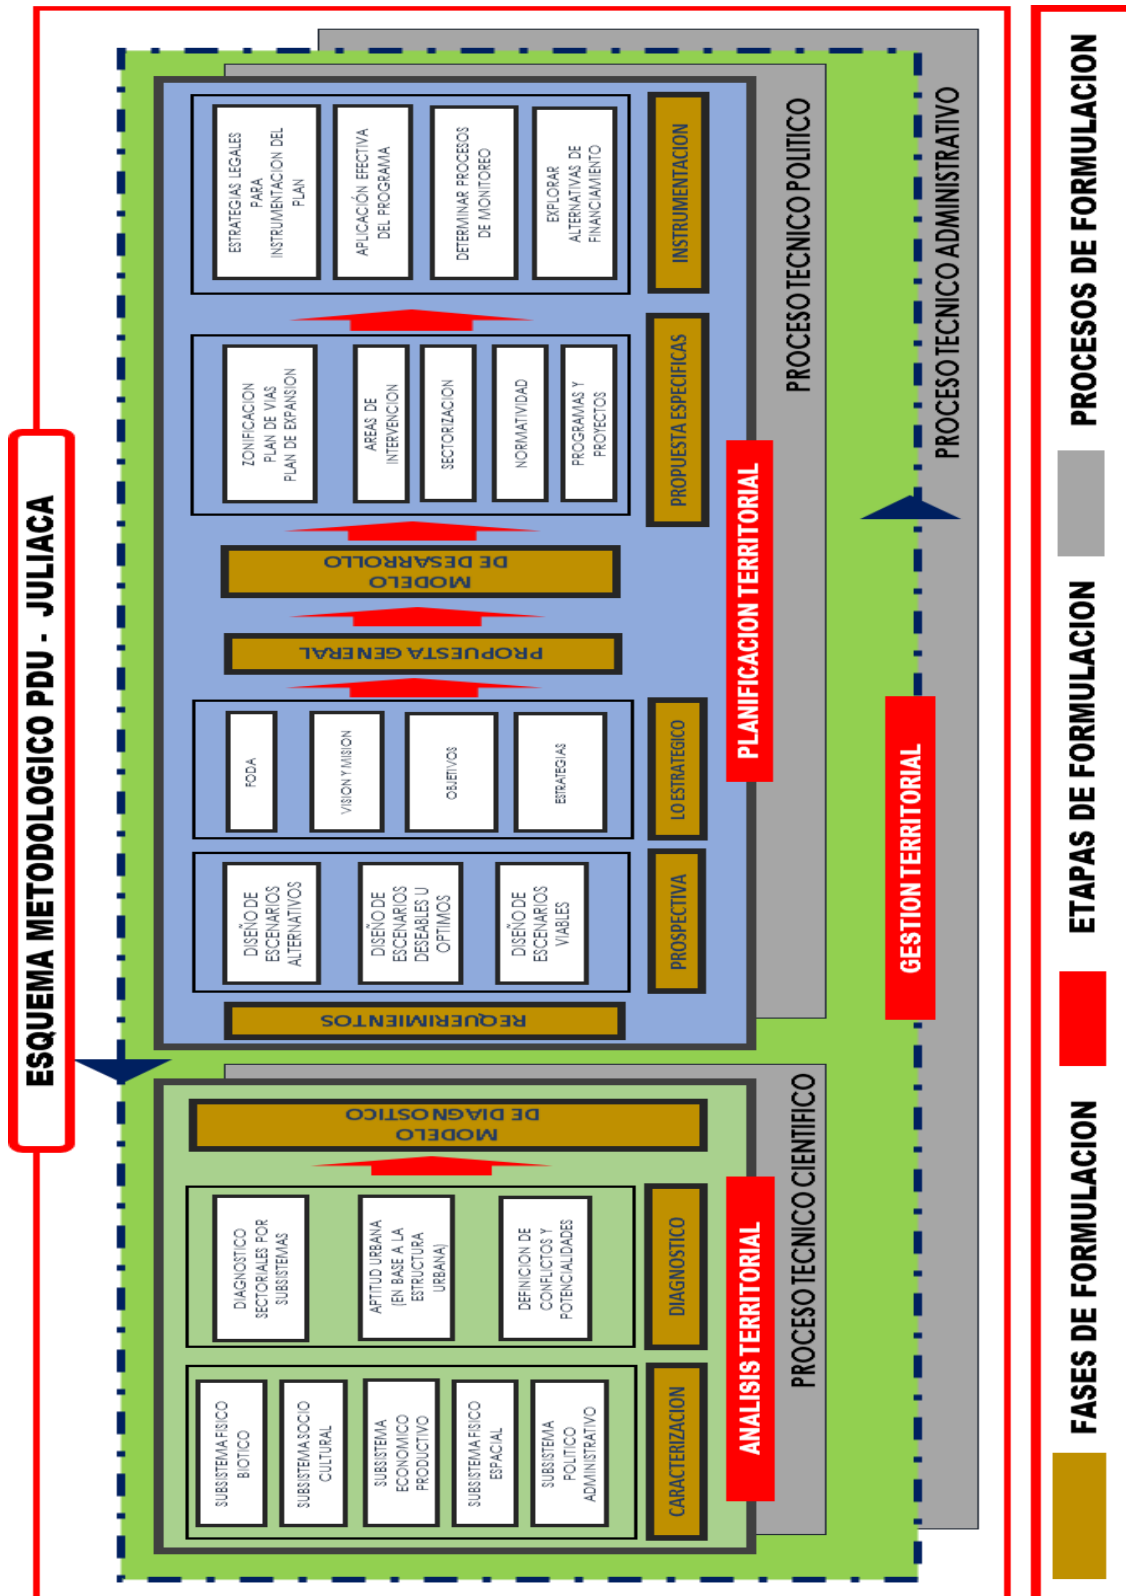 ESQUEMA METODOLOGICO PDU - JULIACA
SUBSISTEMA FISICO
BIOTICO
SUBSISTEMA SOCIO
CULTURAL
SUBSISTEMA
ECONOMICO
PRODUCTIVO
SUBSISTEMA FISICO
ESPACIAL
SUBSISTEMA
POLITICO
ADMINISTRATIVO
CARACTERIZACION
DIAGNOSTICO
SECTORIALES POR
SUBSISTEMAS
APTITUD URBANA
(EN BASE A LA
ESTRUCTURA
URBANA)
DEFINICION DE
CONFLICTOS Y
POTENCIALIDADES
DIAGNOSTICO
MODELO
DE DIAGNOSTICO
ANALISIS TERRITORIAL
PROCESO TECNICO CIENTIFICO
REQUERIMIENTOS
DISEÑO DE
ESCENARIOS
ALTERNATIVOS
DISEÑO DE
ESCENARIOS
DESEABLES U
OPTIMOS
DISEÑO DE
ESCENARIOS
VIABLES
PROSPECTIVA
FODA
VISION Y MISION
OBJETIVOS
ESTRATEGIAS
LO ESTRATEGICO
PROPUESTA GENERAL
MODELO
DE DESARROLLO
ZONIFICACION
PLAN DE VIAS
PLAN DE EXPANSION
AREAS DE
INTERVENCION
SECTORIZACION
NORMATIVIDAD
PROGRAMAS Y
PROYECTOS
PROPUESTA ESPECIFICAS
ESTRATEGIAS LEGALES
PARA
INSTRUMENTACION DEL
PLAN
APLICACIÓN EFECTIVA
DEL PROGRAMA
DETERMINAR PROCESOS
DE MONITOREO
EXPLORAR
ALTERNATIVAS DE
FINANCIAMIENTO
INSTRUMENTACION
PLANIFICACION TERRITORIAL
PROCESO TECNICO POLITICO
GESTION TERRITORIAL
PROCESO TECNICO ADMINISTRATIVO
FASES DE FORMULACION
ETAPAS DE FORMULACION
PROCESOS DE FORMULACION